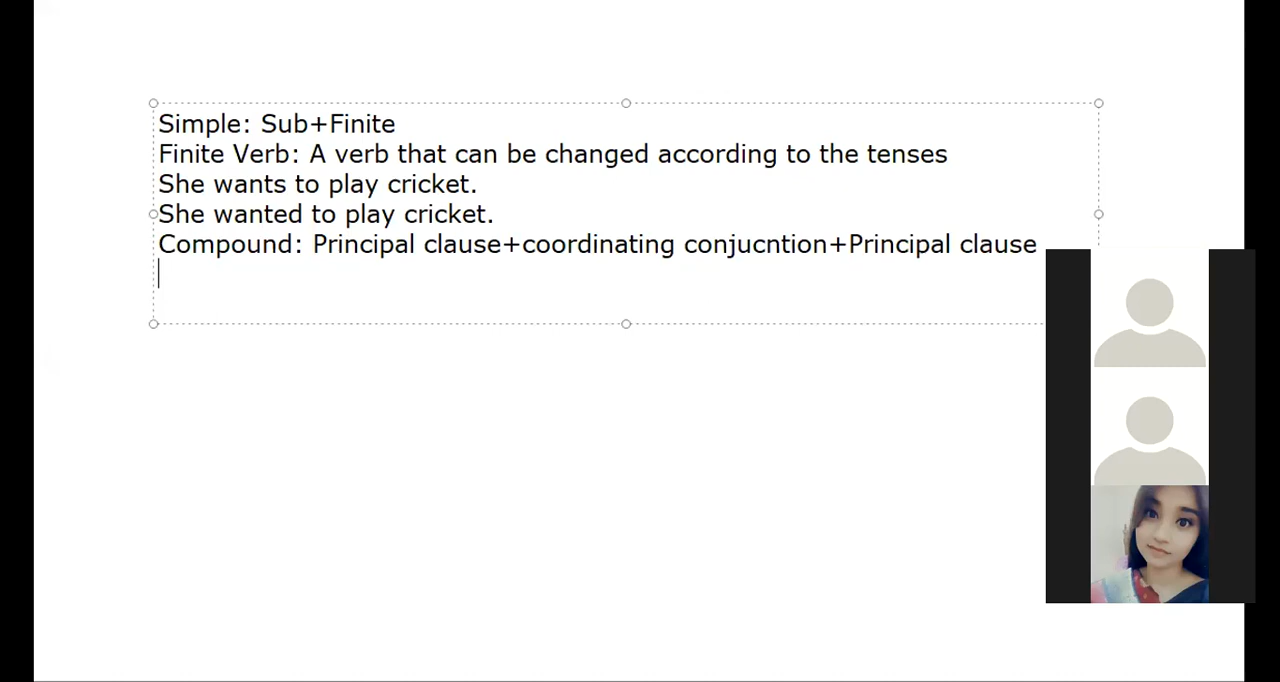 Simple: Sub+Finite
Finite Verb: A verb that can be changed according to the tenses
She wants to play cricket.
She wanted to play cricket.
Compound: Principal clause+coordinating conjucntion+Principal clause